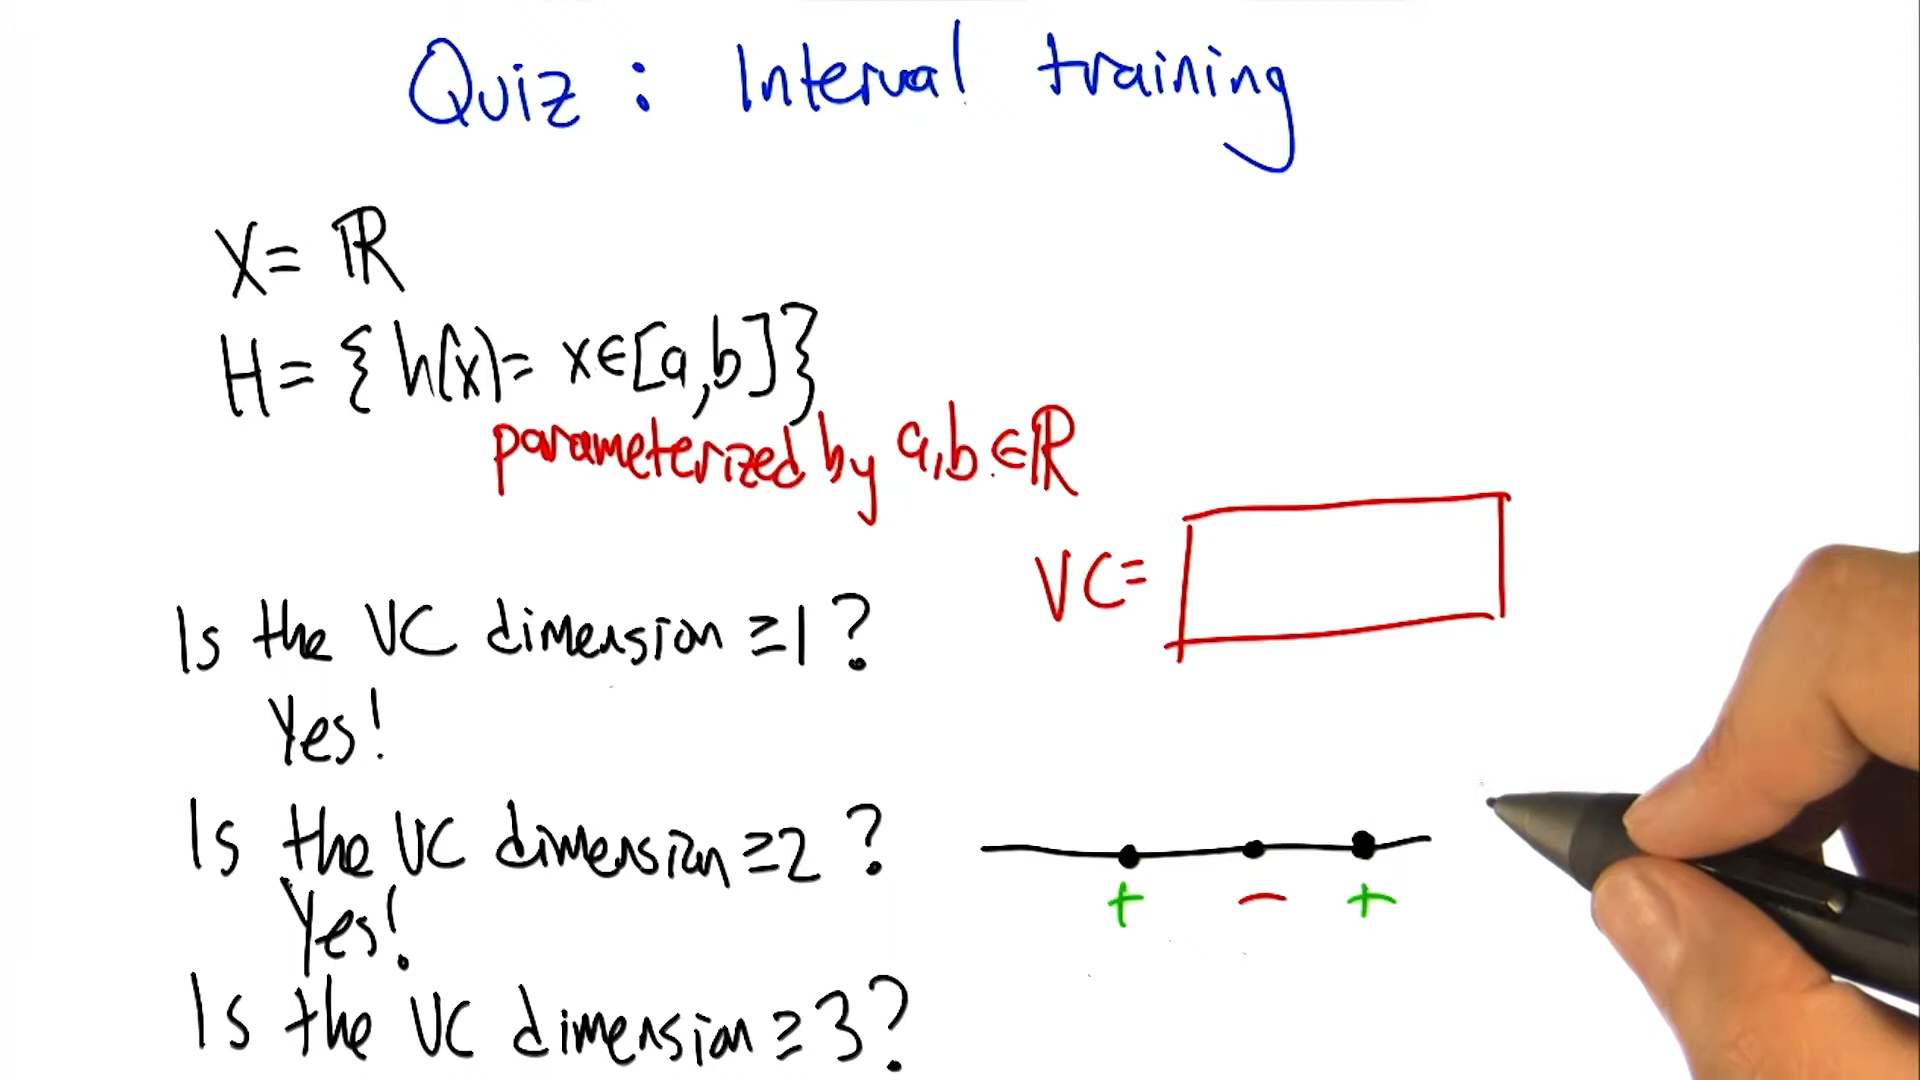 Quiz: Interval training
X = ℝ
H = { h(x) = x∈[a,b] }
parameterized by a,b ∈ ℝ
VC =
Is the VC dimension ≥1?
Yes!
Is the VC dimension ≥2?
Yes!
+ − +
Is the VC dimension ≥3?